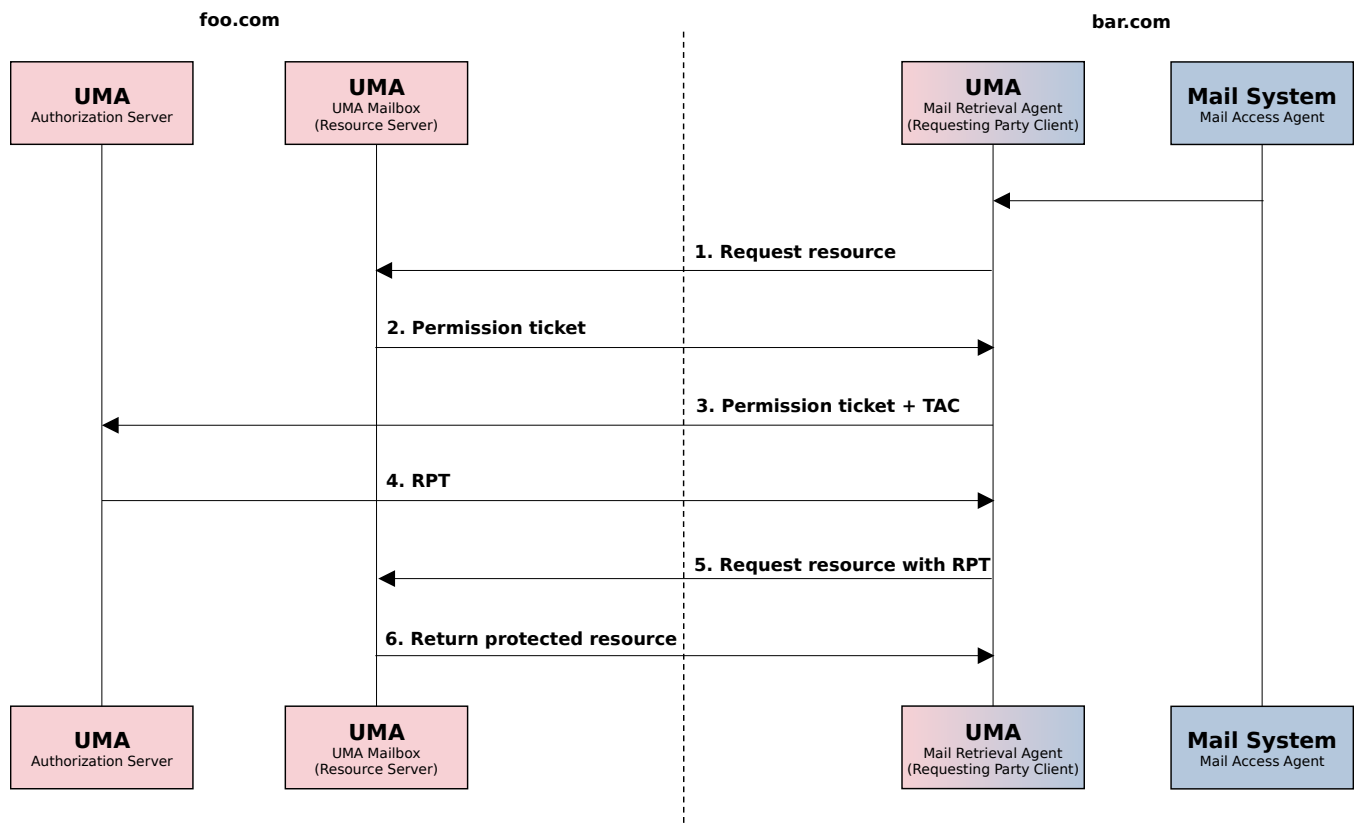 foo.com
bar.com
UMA
Authorization Server
UMA
UMA Mailbox
(Resource Server)
UMA
Mail Retrieval Agent
(Requesting Party Client)
Mail System
Mail Access Agent
1. Request resource
2. Permission ticket
3. Permission ticket + TAC
4. RPT
5. Request resource with RPT
6. Return protected resource
UMA
Authorization Server
UMA
UMA Mailbox
(Resource Server)
UMA
Mail Retrieval Agent
(Requesting Party Client)
Mail System
Mail Access Agent